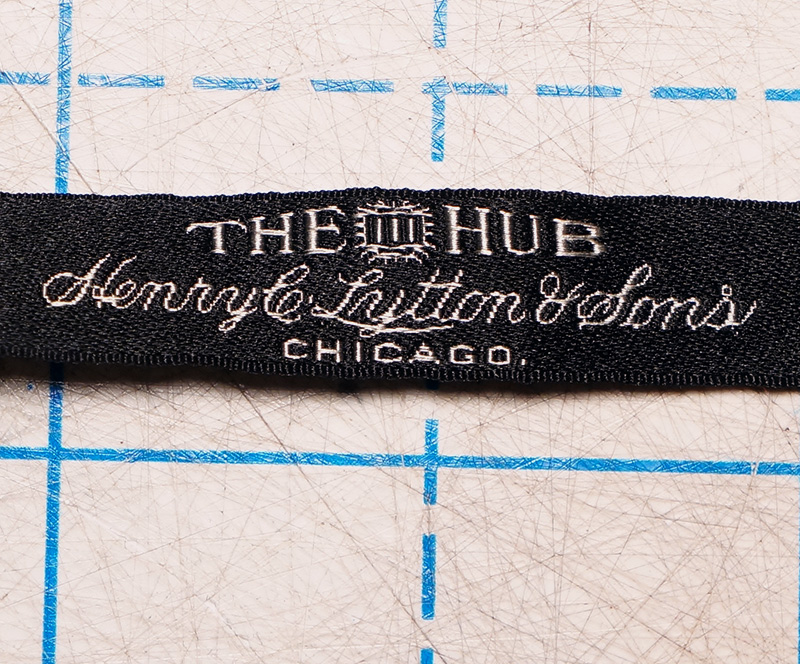 THE HUB
Henry C. Lytton & Sons
CHICAGO.